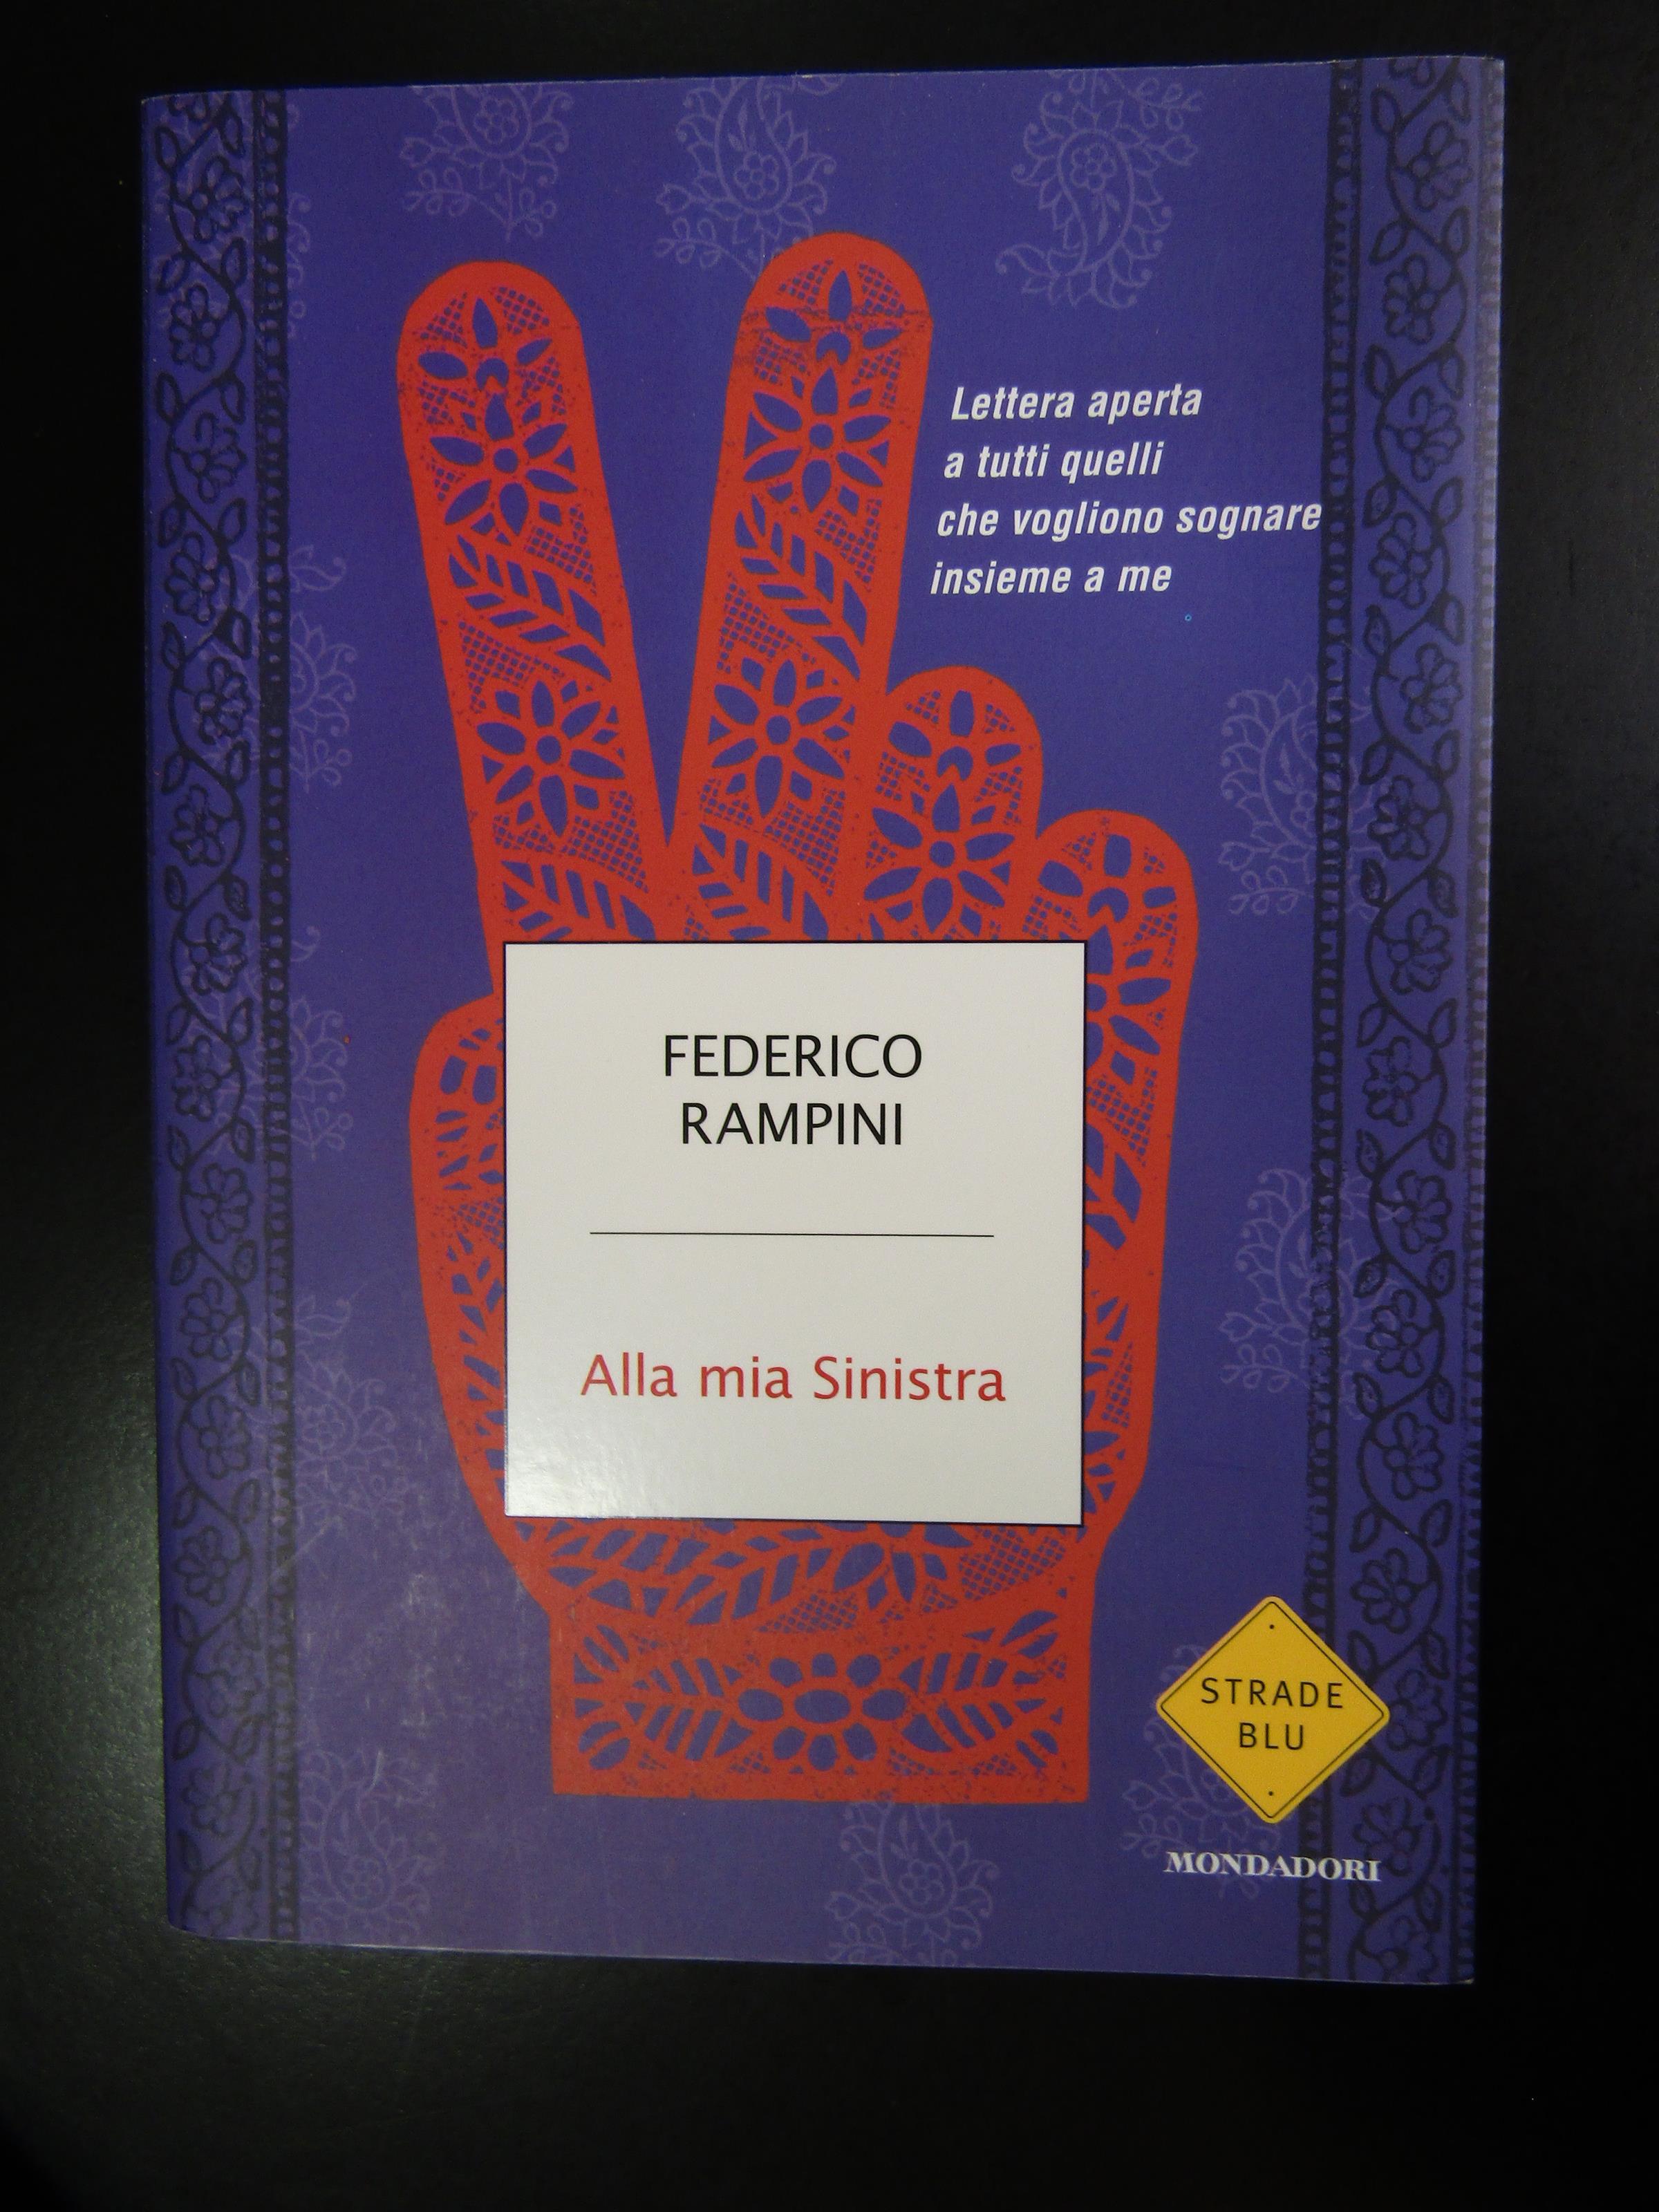 Lettera aperta
a tutti quelli
che vogliono sognare
insieme a me
FEDERICO
RAMPINI
Alla mia Sinistra
STRADE
BLU
MONDADORI